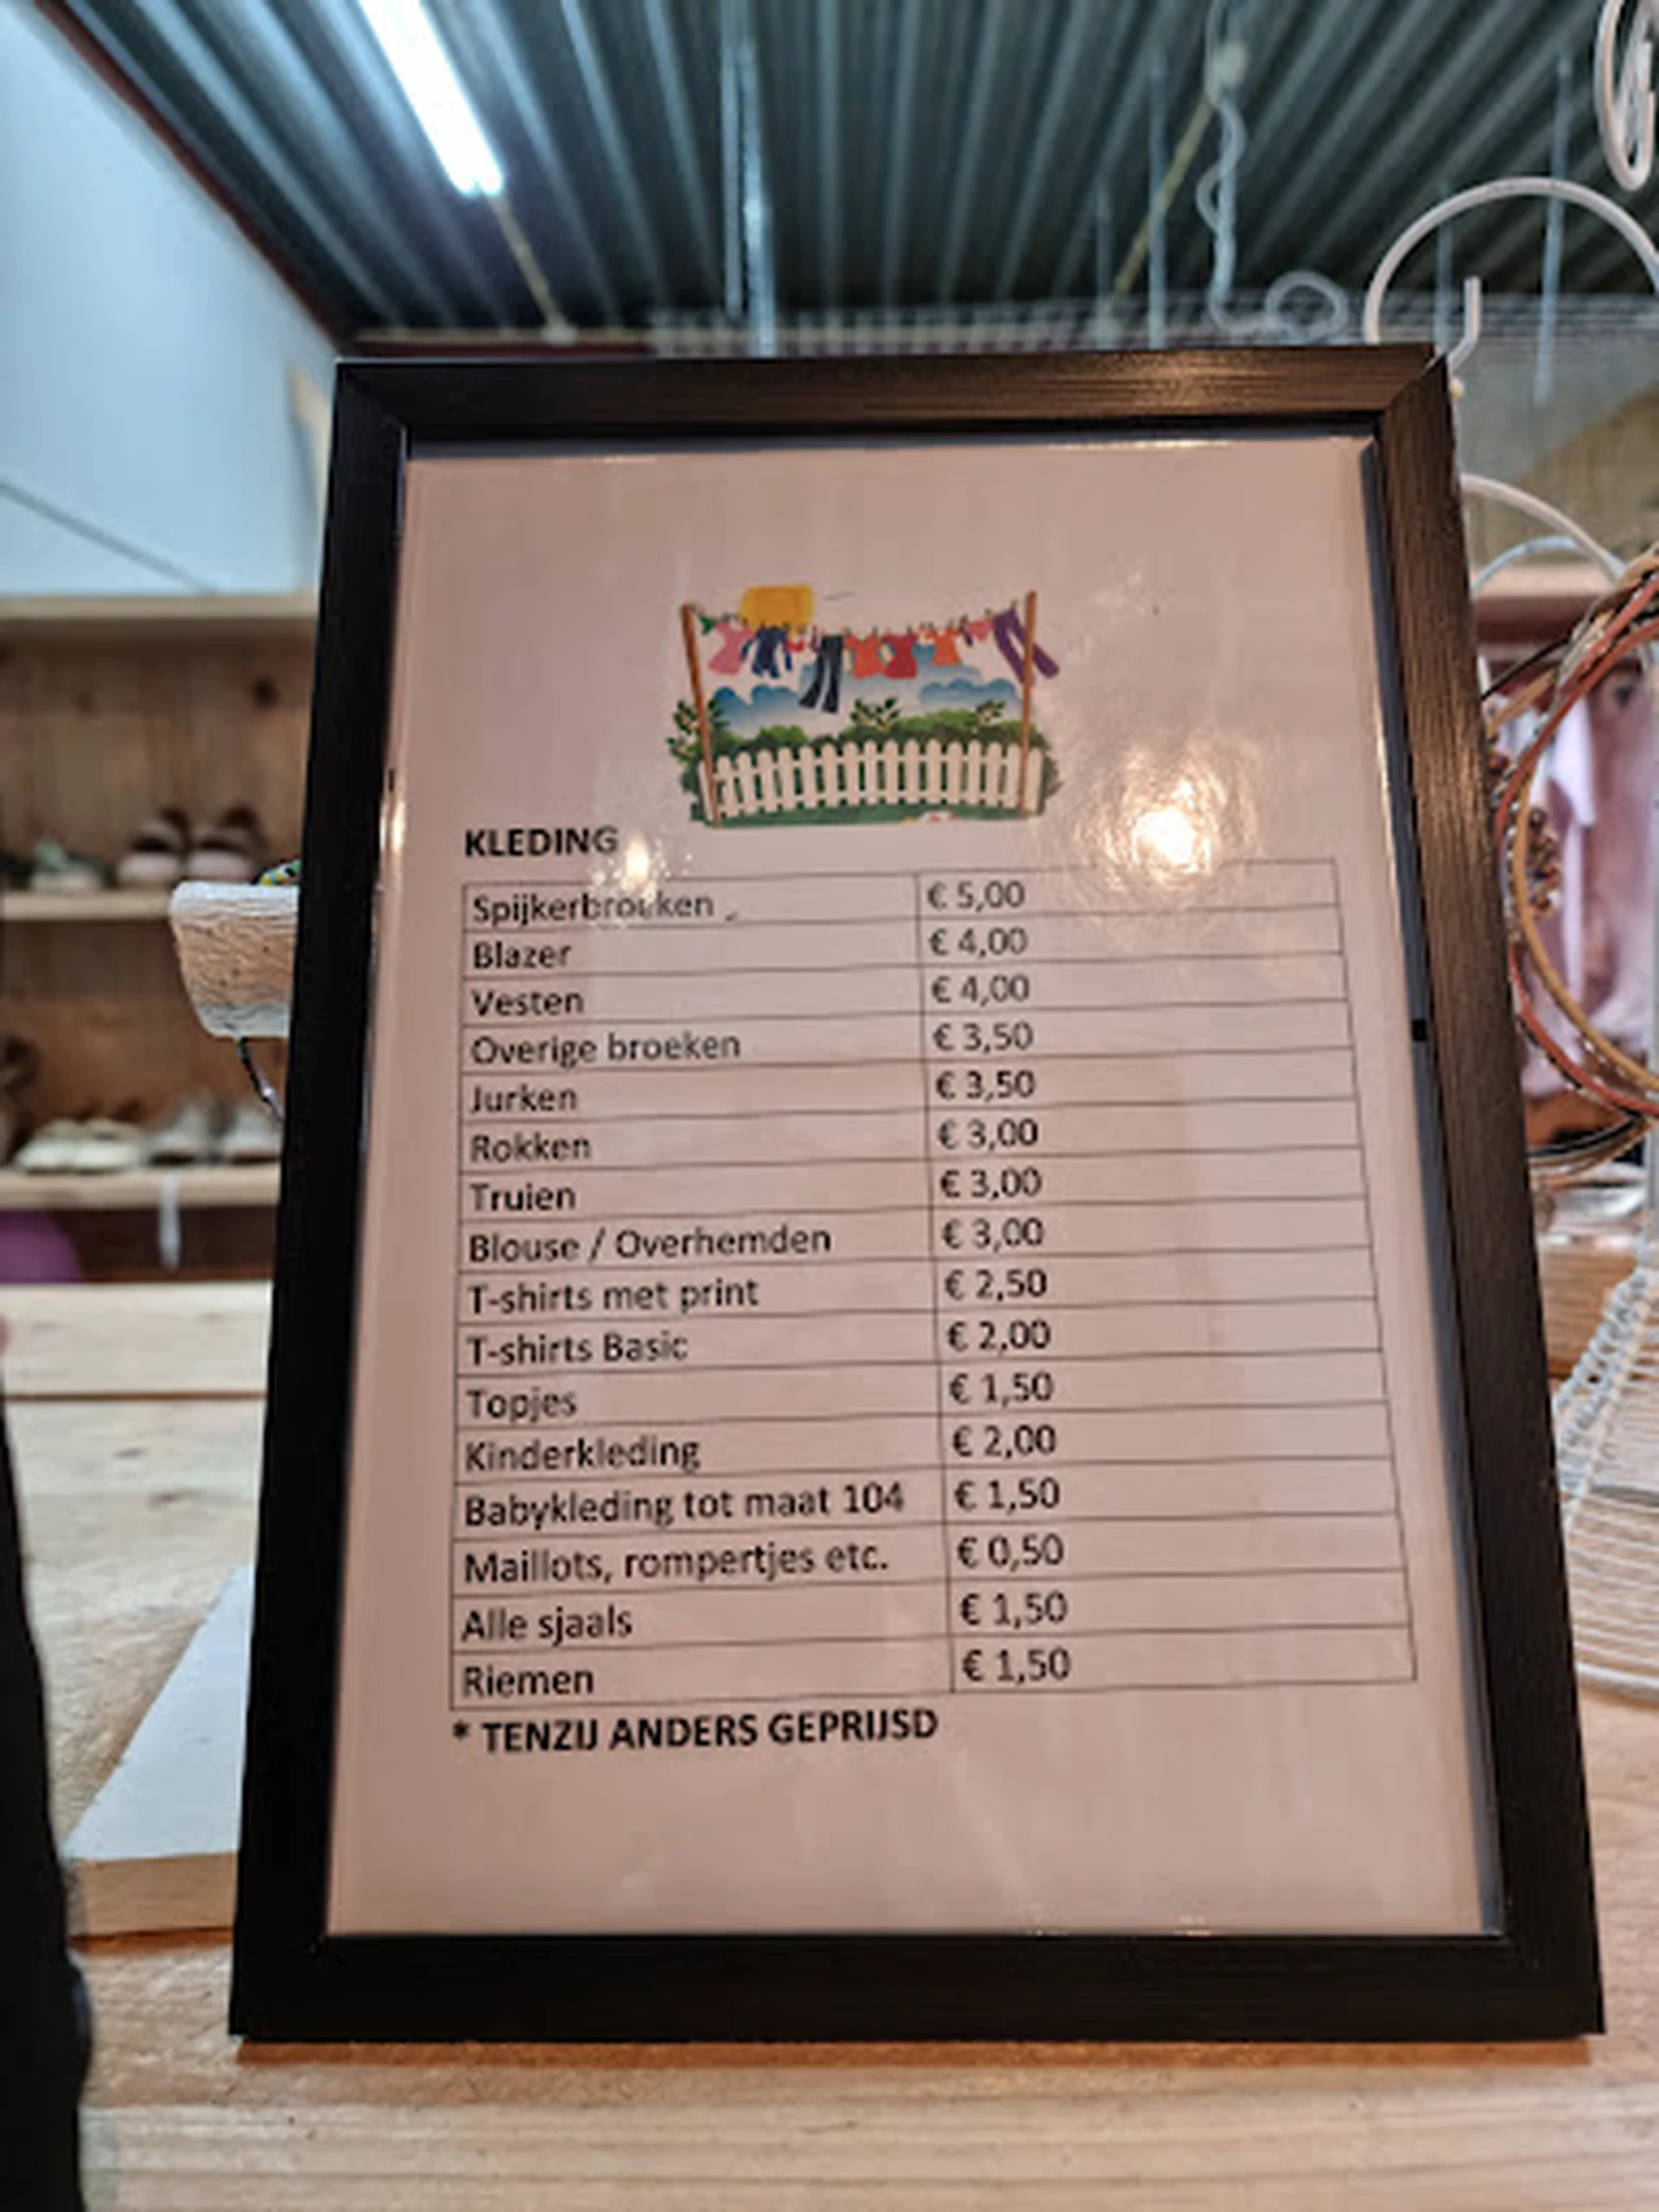 KLEDING
Spijkerbroeken € 5,00
Blazer € 4,00
Vesten € 4,00
Overige broeken € 3,50
Jurken € 3,50
Rokken € 3,00
Truien € 3,00
Blouse / Overhemden € 3,00
T-shirts met print € 2,50
T-shirts Basic € 2,00
Topjes € 1,50
Kinderkleding € 2,00
Babykleding tot maat 104 € 1,50
Maillots, rompertjes etc. € 0,50
Alle sjaals € 1,50
Riemen € 1,50
* TENZIJ ANDERS GEPRIJSD